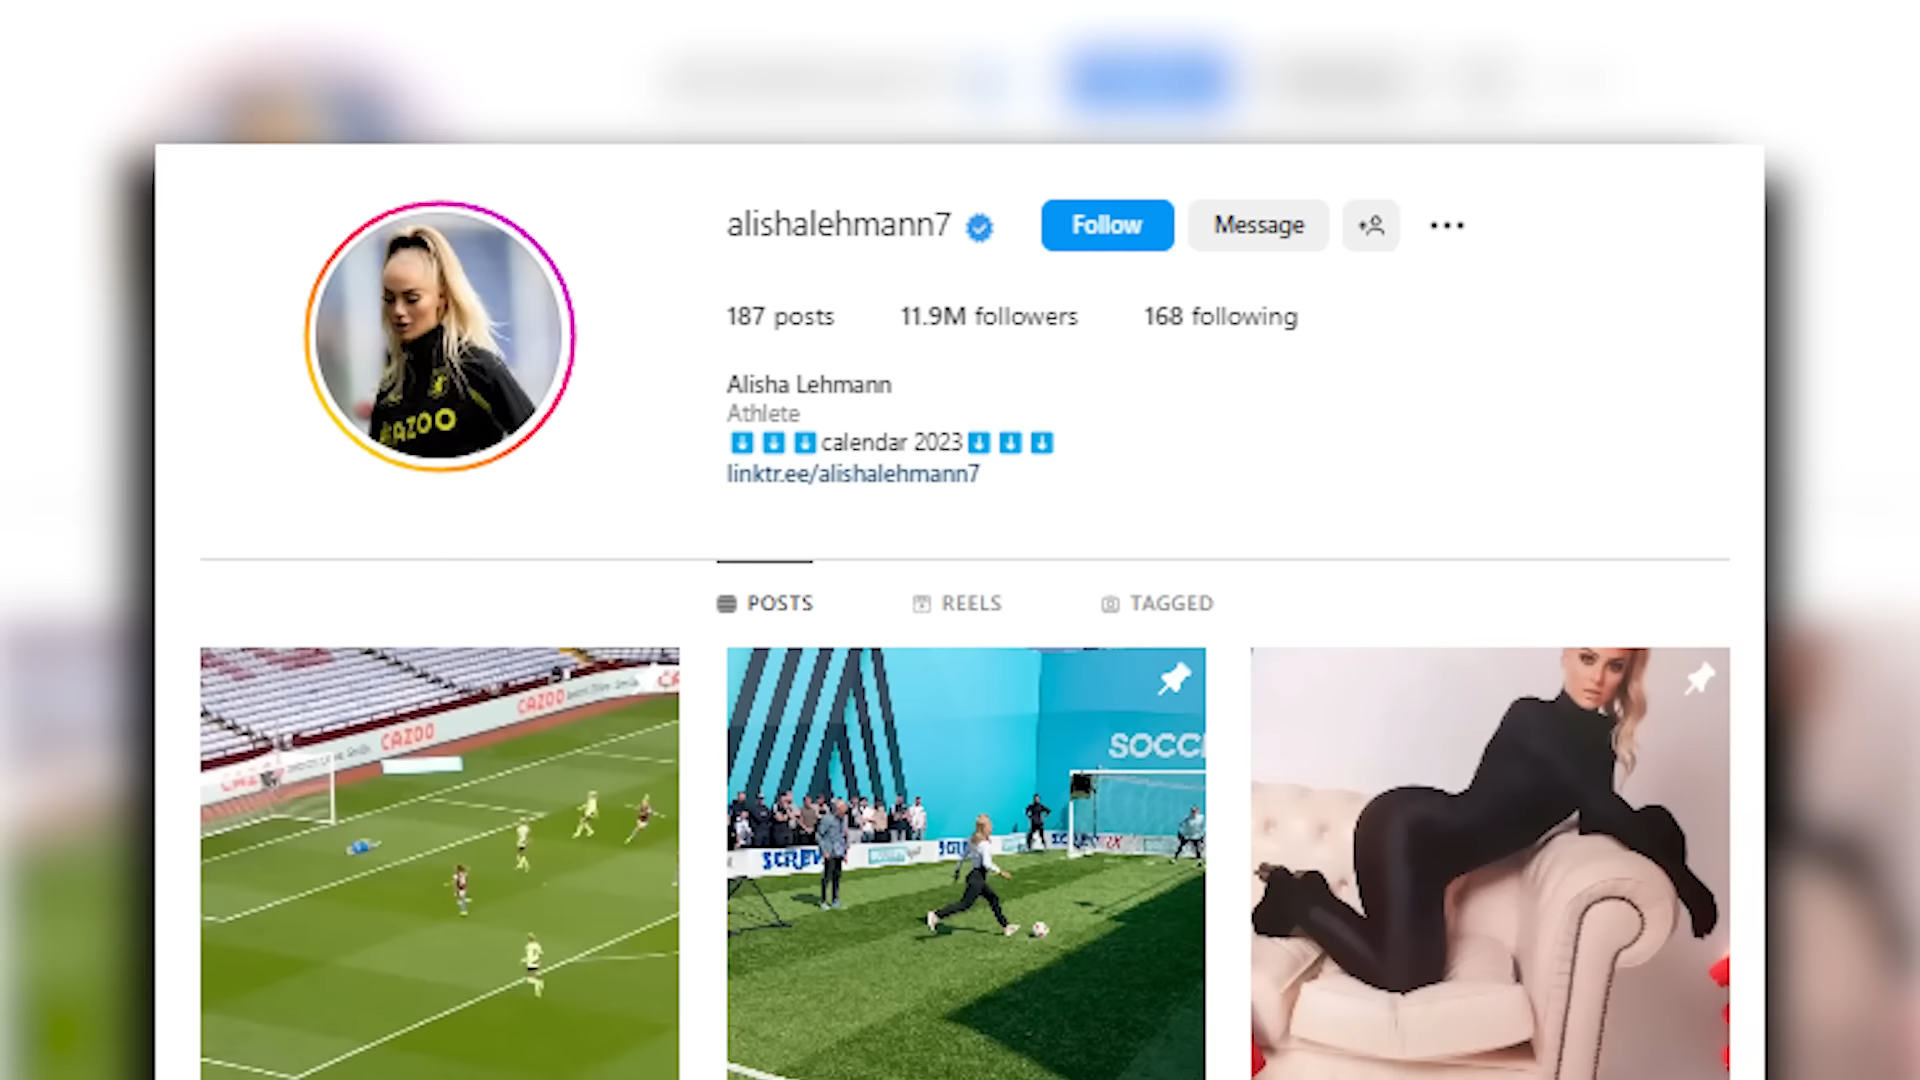 alishalehmann7
Follow
Message
187 posts
11.9M followers
168 following
Alisha Lehmann
Athlete
calendar 2023
linktr.ee/alishalehmann7
POSTS
REELS
TAGGED
CAZOO
CAZOO
CAZOO
SOCC
SCREW